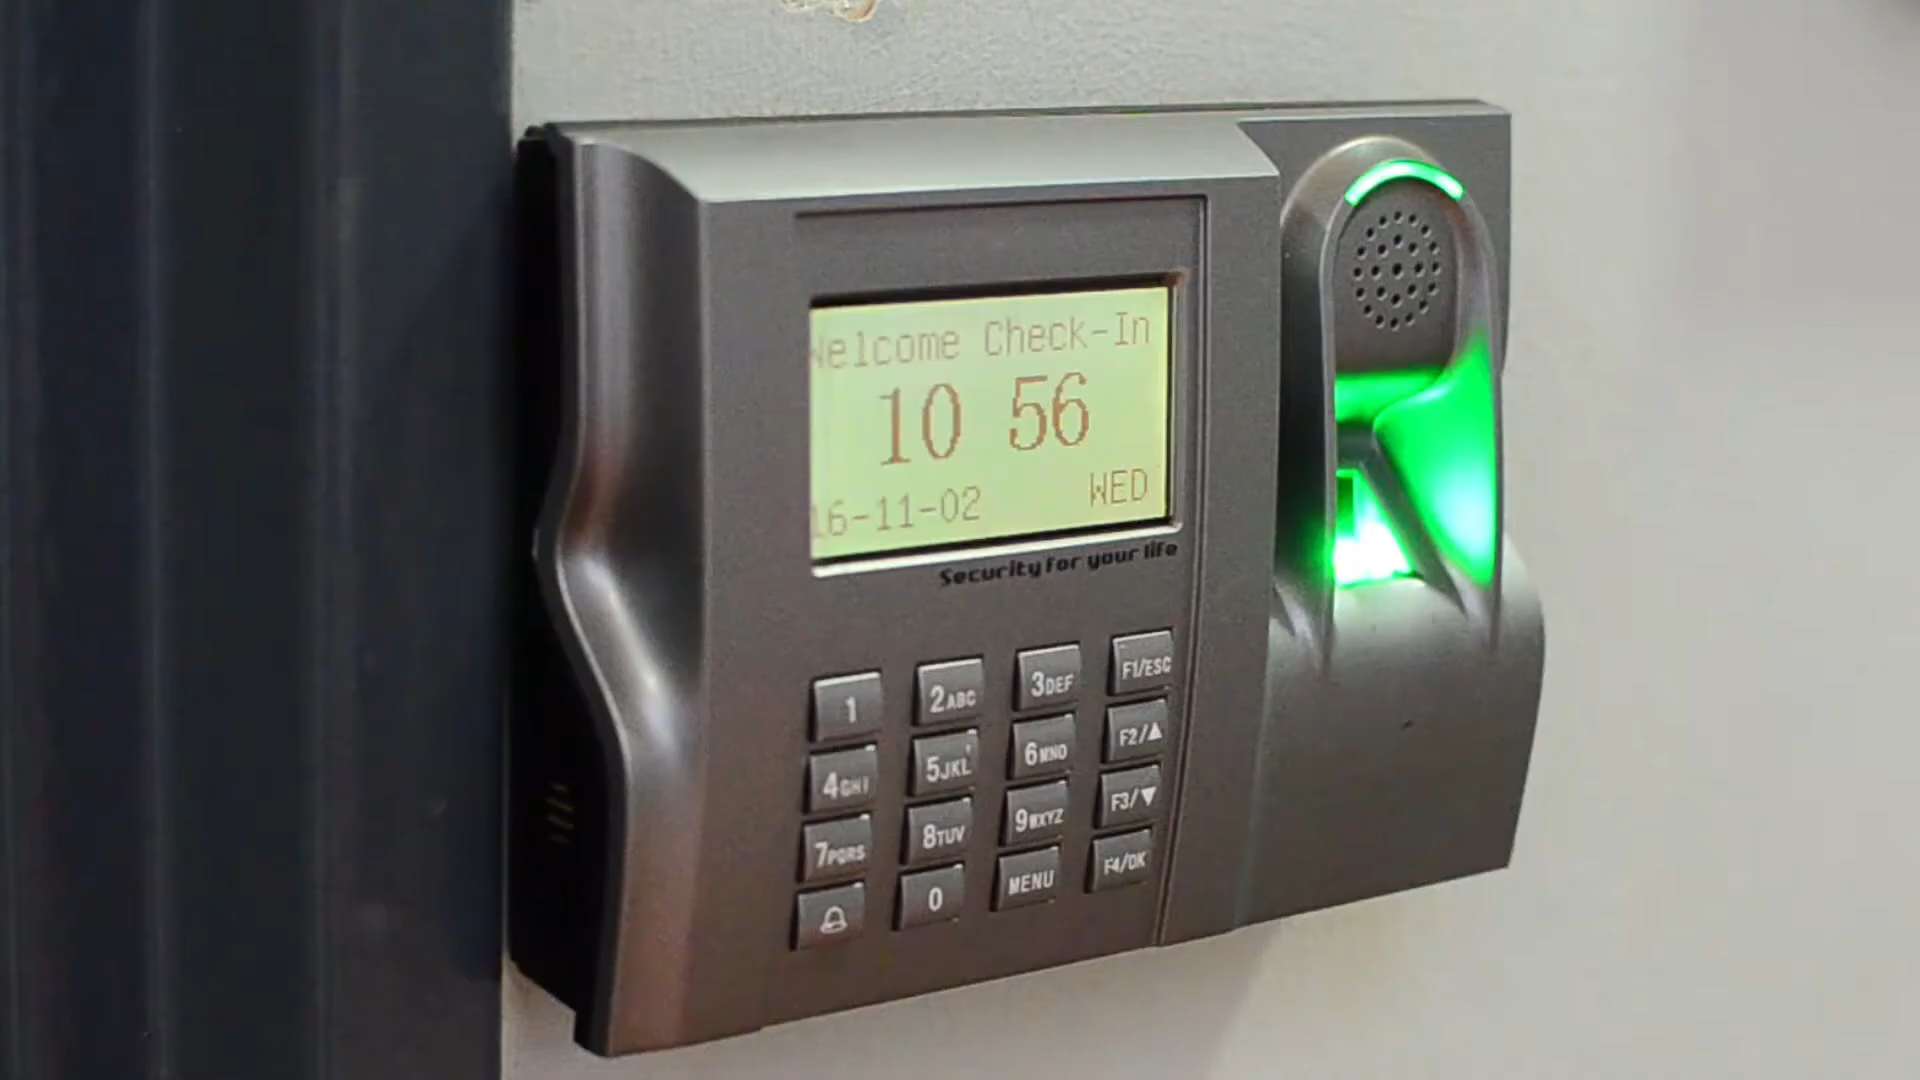 Welcome Check-In
10 56
16-11-02 WED
Security for your life
1 2ABC 3DEF F1/ESC
4GHI 5JKL 6MNO F2/▲
7PQRS 8TUV 9WXYZ F3/▼
0 MENU F4/OK